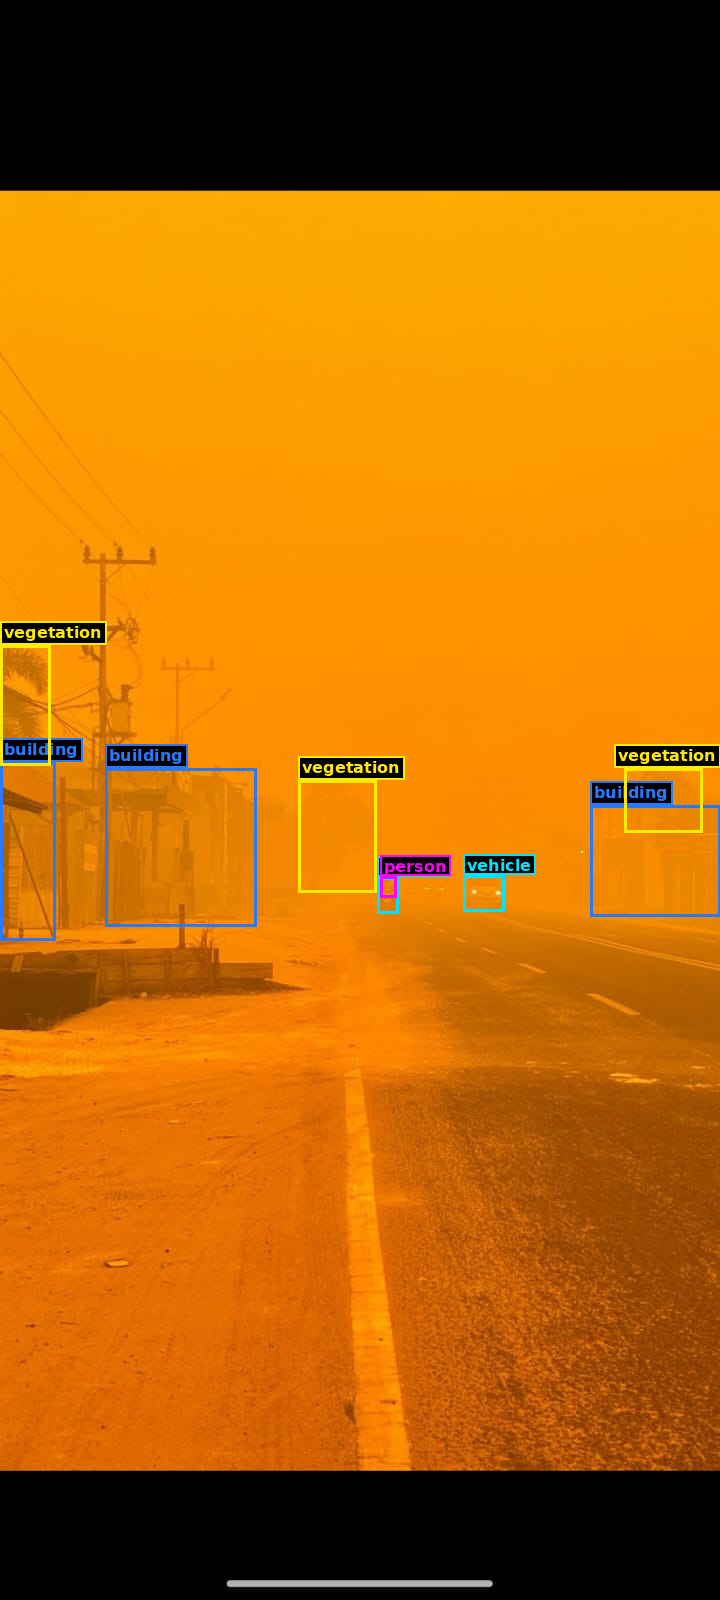 vegetation
building
building
vegetation
person
vehicle
vegetation
building